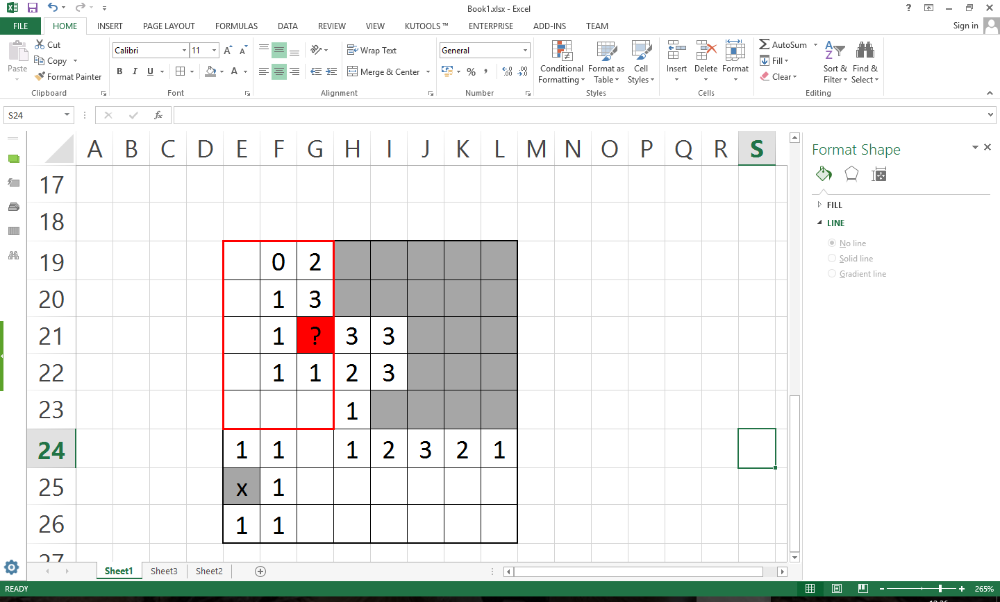 Book1.xlsx - Excel
?
FILE HOME INSERT PAGE LAYOUT FORMULAS DATA REVIEW VIEW KUTOOLS ™ ENTERPRISE ADD-INS TEAM Sign in
Paste
Cut
Copy
Format Painter
Clipboard
Calibri 11 A A
B I U A
Font
Wrap Text
Merge & Center
Alignment
General
% , .00 .00
Number
Conditional Formatting
Format as Table
Cell Styles
Styles
Insert Delete Format
Cells
AutoSum
Fill
Clear
Sort & Filter
Find & Select
Editing
S24 fx
A B C D E F G H I J K L M N O P Q R S
17
18
19 0 2
20 1 3
21 1 ? 3 3
22 1 1 2 3
23 1
24 1 1 1 2 3 2 1
25 x 1
26 1 1
27
Format Shape
FILL
LINE
No line
Solid line
Gradient line
Sheet1 Sheet3 Sheet2
READY 265%